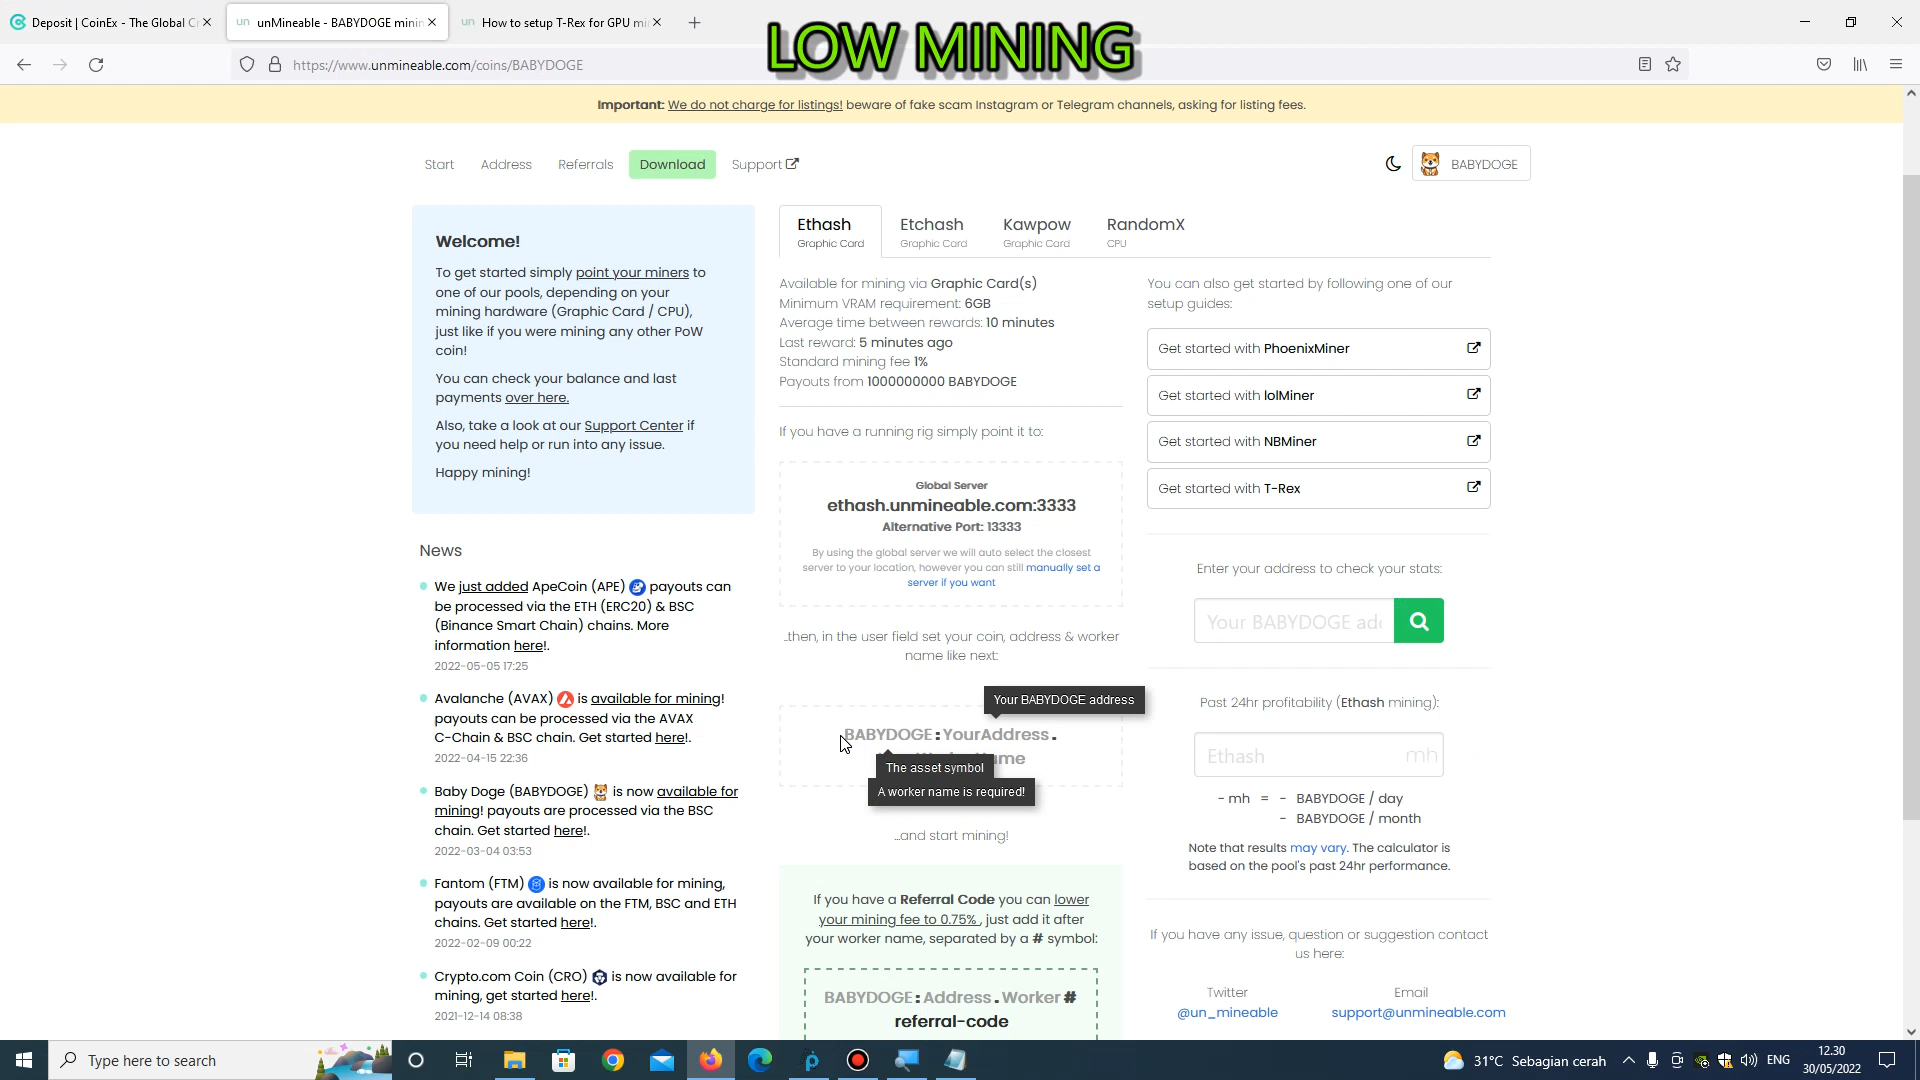 Deposit | CoinEx - The Global Cr
unMineable - BABYDOGE minin
How to setup T-Rex for GPU mi
LOW MINING
https://www.unmineable.com/coins/BABYDOGE
Important: We do not charge for listings! beware of fake scam Instagram or Telegram channels, asking for listing fees.
Start
Address
Referrals
Download
Support
BABYDOGE
Welcome!
To get started simply point your miners to
one of our pools, depending on your
mining hardware (Graphic Card / CPU),
just like if you were mining any other PoW
coin!
You can check your balance and last
payments over here.
Also, take a look at our Support Center if
you need help or run into any issue.
Happy mining!
News
We just added ApeCoin (APE) payouts can
be processed via the ETH (ERC20) & BSC
(Binance Smart Chain) chains. More
information here!.
2022-05-05 17:25
Avalanche (AVAX) is available for mining!
payouts can be processed via the AVAX
C-Chain & BSC chain. Get started here!.
2022-04-15 22:36
Baby Doge (BABYDOGE) is now available for
mining! payouts are processed via the BSC
chain. Get started here!.
2022-03-04 03:53
Fantom (FTM) is now available for mining,
payouts are available on the FTM, BSC and ETH
chains. Get started here!.
2022-02-09 00:22
Crypto.com Coin (CRO) is now available for
mining, get started here!.
2021-12-14 08:38
Ethash
Graphic Card
Etchash
Graphic Card
Kawpow
Graphic Card
RandomX
CPU
Available for mining via Graphic Card(s)
Minimum VRAM requirement: 6GB
Average time between rewards: 10 minutes
Last reward: 5 minutes ago
Standard mining fee 1%
Payouts from 1000000000 BABYDOGE
If you have a running rig simply point it to:
Global Server
ethash.unmineable.com:3333
Alternative Port: 13333
By using the global server we will auto select the closest
server to your location, however you can still manually set a
server if you want
..then, in the user field set your coin, address & worker
name like next:
Your BABYDOGE address
BABYDOGE:YourAddress.
me
The asset symbol
A worker name is required!
...and start mining!
If you have a Referral Code you can lower
your mining fee to 0.75% , just add it after
your worker name, separated by a # symbol:
BABYDOGE:Address.Worker#
referral-code
You can also get started by following one of our
setup guides:
Get started with PhoenixMiner
Get started with lolMiner
Get started with NBMiner
Get started with T-Rex
Enter your address to check your stats:
Your BABYDOGE add
Past 24hr profitability (Ethash mining):
Ethash mh
- mh = - BABYDOGE / day
- BABYDOGE / month
Note that results may vary. The calculator is
based on the pool's past 24hr performance.
If you have any issue, question or suggestion contact
us here:
Twitter
@un_mineable
Email
support@unmineable.com
Type here to search
31°C Sebagian cerah
ENG
12.30
30/05/2022